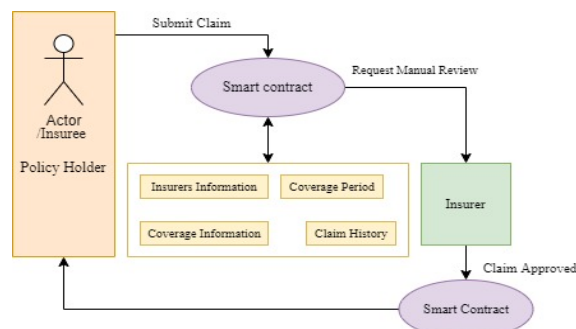 Submit Claim
Actor
/Insuree
Policy Holder
Smart contract
Request Manual Review
Insurers Information
Coverage Period
Coverage Information
Claim History
Insurer
Claim Approved
Smart Contract